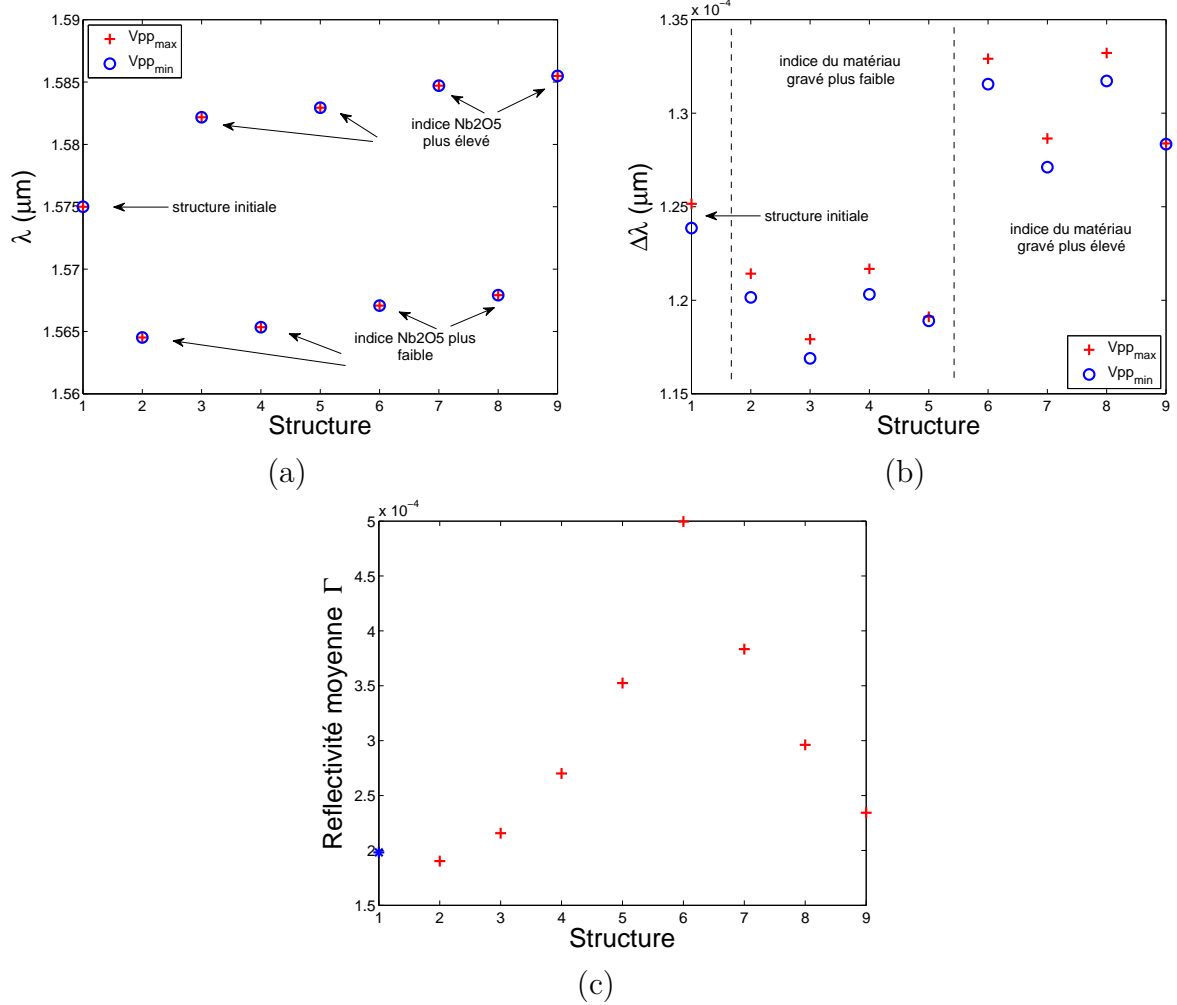 1.59
1.585
1.58
1.575
1.57
1.565
1.56
λ (µm)
Vpp_max
Vpp_min
indice Nb2O5
plus élevé
structure initiale
indice Nb2O5 plus
faible
1 2 3 4 5 6 7 8 9
Structure
(a)
x 10⁻⁴
1.35
1.3
1.25
1.2
1.15
Δλ (µm)
indice du matériau
gravé plus faible
structure initiale
indice du matériau
gravé plus élevé
Vpp_max
Vpp_min
1 2 3 4 5 6 7 8 9
Structure
(b)
x 10⁻⁴
5
4.5
4
3.5
3
2.5
2
1.5
Reflectivité moyenne Γ
1 2 3 4 5 6 7 8 9
Structure
(c)